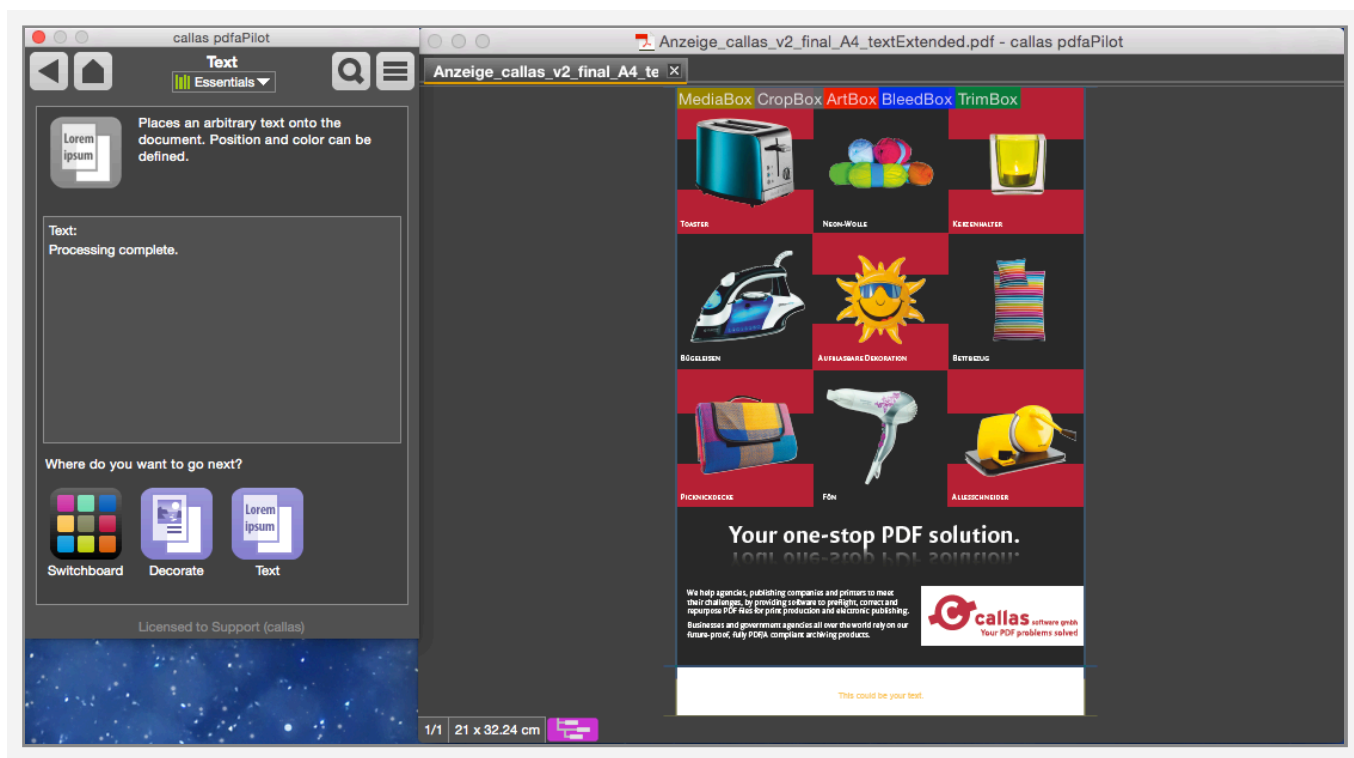 callas pdfaPilot
Text
Essentials
Lorem
ipsum
Places an arbitrary text onto the
document. Position and color can be
defined.
Text:
Processing complete.
Where do you want to go next?
Lorem
ipsum
Switchboard
Decorate
Text
Licensed to Support (callas)
Anzeige_callas_v2_final_A4_textExtended.pdf - callas pdfaPilot
Anzeige_callas_v2_final_A4_te
MediaBox CropBox ArtBox BleedBox TrimBox
TOASTER
NEON-WOLLE
KERZENHALTER
BÜGELEISEN
AUFBLASBARE DEKORATION
BETTBEZUG
PICKNICKDECKE
FÖN
ALLESSCHNEIDER
Your one-stop PDF solution.
We help agencies, publishing companies and printers to meet
their challenges, by providing software to preflight, correct and
repurpose PDF files for print production and electronic publishing.
Businesses and government agencies all over the world rely on our
future-proof, fully PDF/A compliant archiving products.
callas software gmbh
Your PDF problems solved
This could be your text.
1/1
21 x 32.24 cm